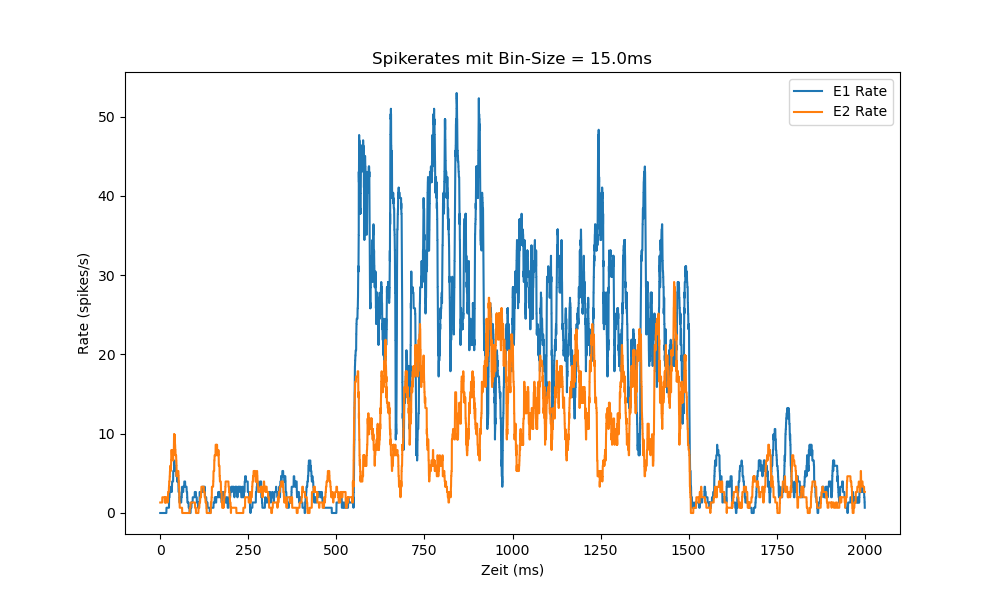 Spikerates mit Bin-Size = 15.0ms
E1 Rate
E2 Rate
Rate (spikes/s)
50
40
30
20
10
0
0 250 500 750 1000 1250 1500 1750 2000
Zeit (ms)